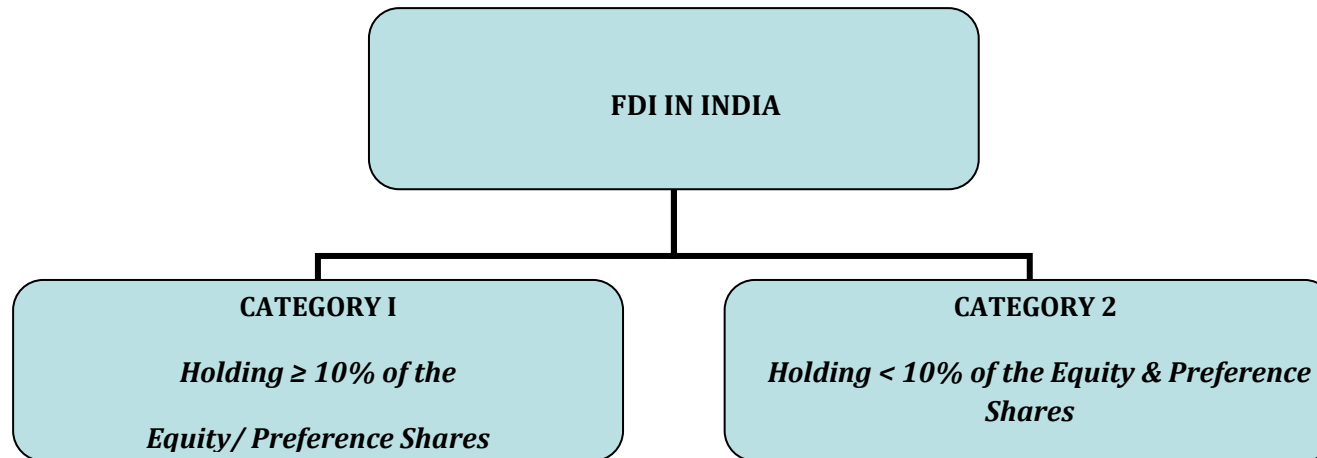 FDI IN INDIA
CATEGORY I
Holding ≥ 10% of the
Equity/ Preference Shares
CATEGORY 2
Holding < 10% of the Equity & Preference
Shares